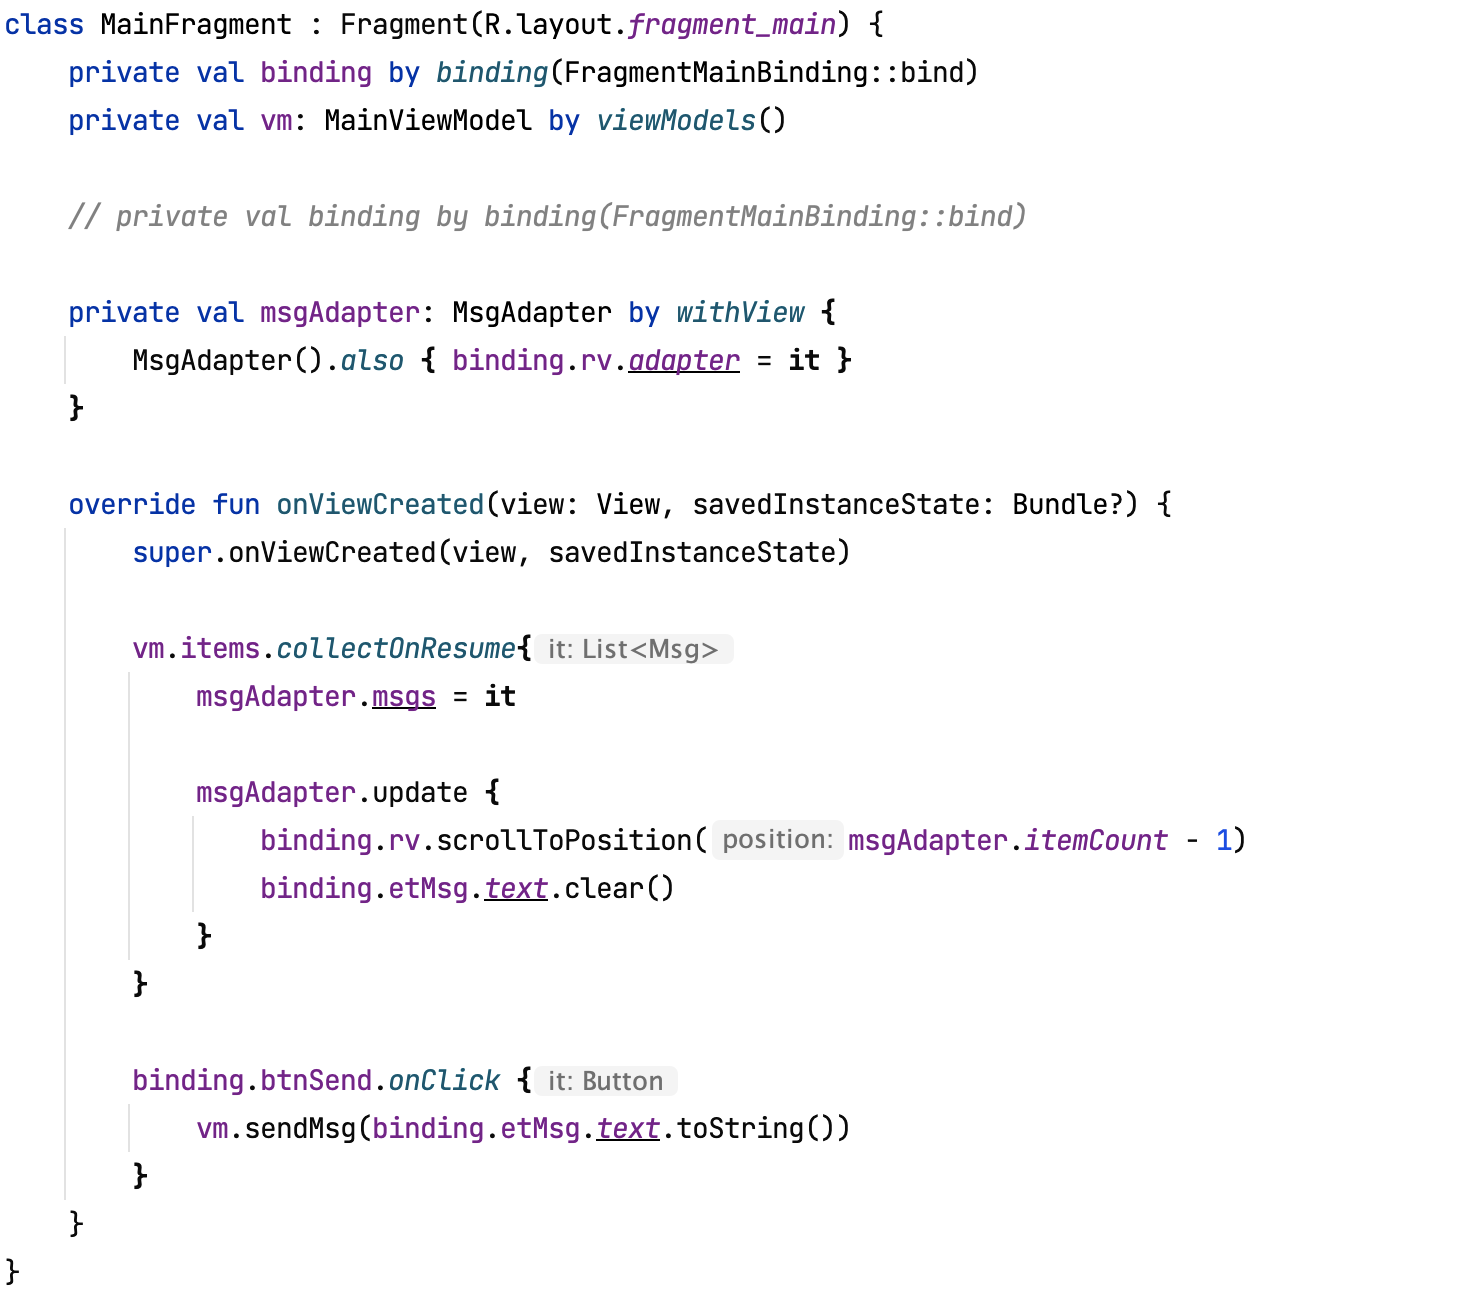 class MainFragment : Fragment(R.layout.fragment_main) {
    private val binding by binding(FragmentMainBinding::bind)
    private val vm: MainViewModel by viewModels()

    // private val binding by binding(FragmentMainBinding::bind)

    private val msgAdapter: MsgAdapter by withView {
        MsgAdapter().also { binding.rv.adapter = it }
    }

    override fun onViewCreated(view: View, savedInstanceState: Bundle?) {
        super.onViewCreated(view, savedInstanceState)

        vm.items.collectOnResume{ it: List<Msg>
            msgAdapter.msgs = it

            msgAdapter.update {
                binding.rv.scrollToPosition( position: msgAdapter.itemCount - 1)
                binding.etMsg.text.clear()
            }
        }

        binding.btnSend.onClick { it: Button
            vm.sendMsg(binding.etMsg.text.toString())
        }
    }
}